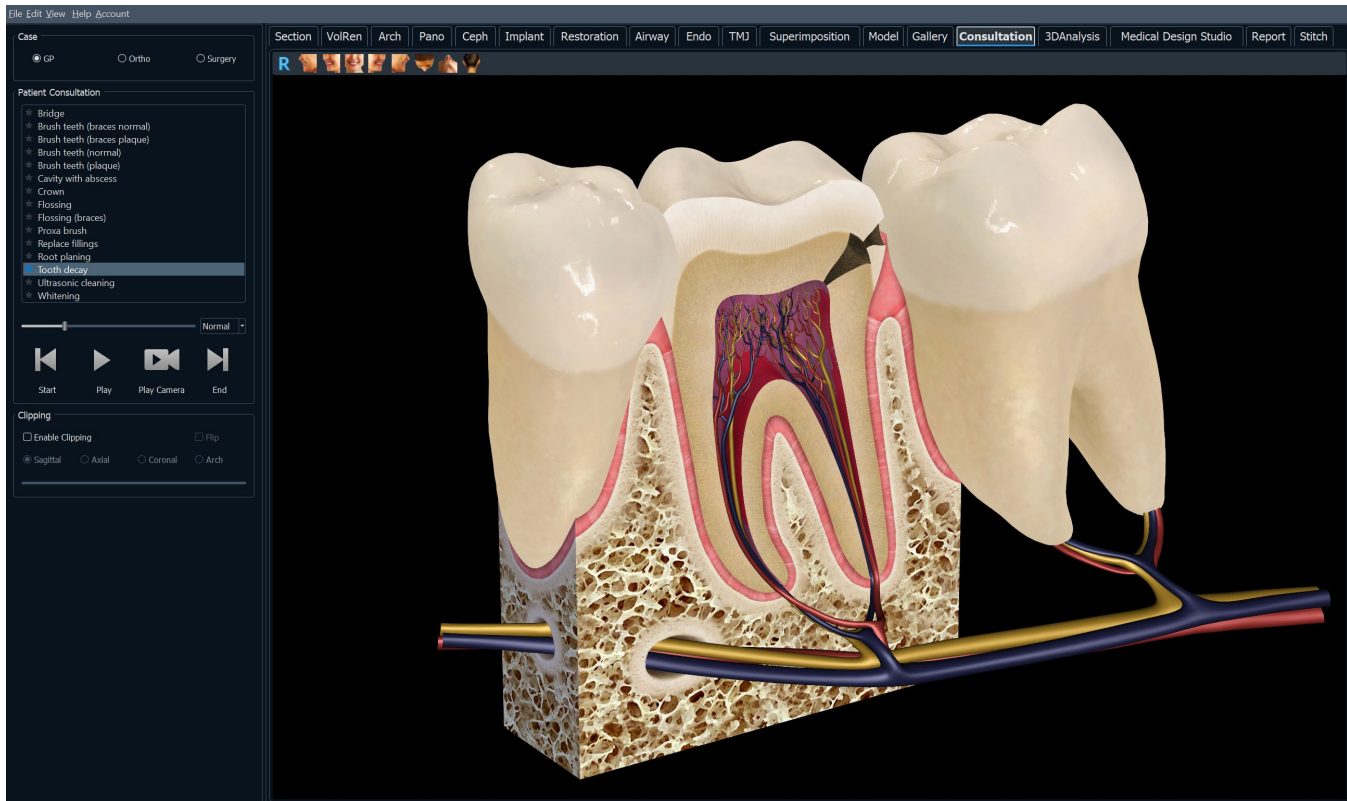 File Edit View Help Account
Case
GP Ortho Surgery
Patient Consultation
Bridge
Brush teeth (braces normal)
Brush teeth (braces plaque)
Brush teeth (normal)
Brush teeth (plaque)
Cavity with abscess
Crown
Flossing
Flossing (braces)
Proxa brush
Replace fillings
Root planing
Tooth decay
Ultrasonic cleaning
Whitening
Normal
Start Play Play Camera End
Clipping
Enable Clipping Flip
Sagittal Axial Coronal Arch
Section VolRen Arch Pano Ceph Implant Restoration Airway Endo TMJ Superimposition Model Gallery Consultation 3DAnalysis Medical Design Studio Report Stitch
R